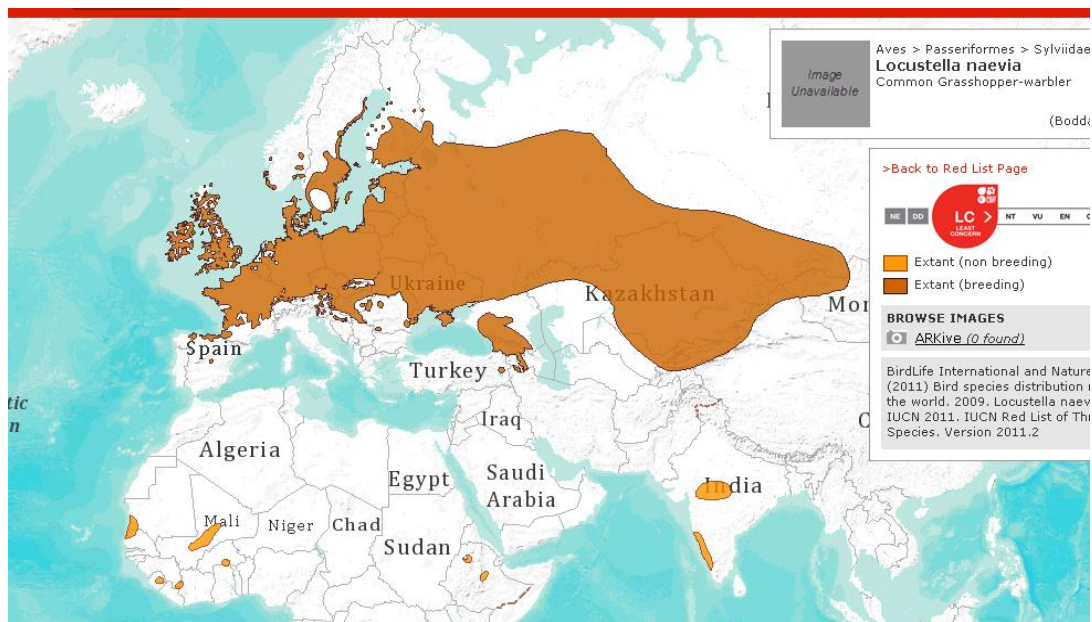 Aves > Passeriformes > Sylviidae
Locustella naevia
Common Grasshopper-warbler
(Bodda
Image
Unavailable
>Back to Red List Page
NE DD LC > NT VU EN
LEAST
CONCERN
Extant (non breeding)
Extant (breeding)
BROWSE IMAGES
ARKive (0 found)
BirdLife International and Nature
(2011) Bird species distribution
the world. 2009. Locustella naev
IUCN 2011. IUCN Red List of Thr
Species. Version 2011.2
Ukraine
Kazakhstan
Mon
Spain
Turkey
tic
n
Iraq
Algeria
Egypt
Saudi
Arabia
India
Mali
Niger
Chad
Sudan